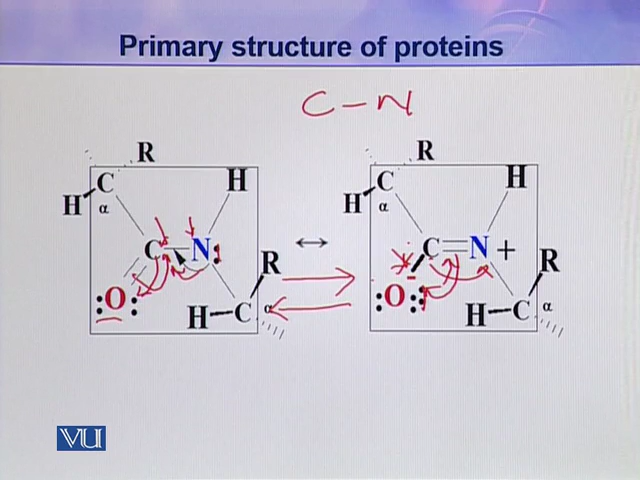 Primary structure of proteins
C-N
R R
H C α H H C α H
C N C N +
:O: R - :O: R
H-C α H-C α
VU